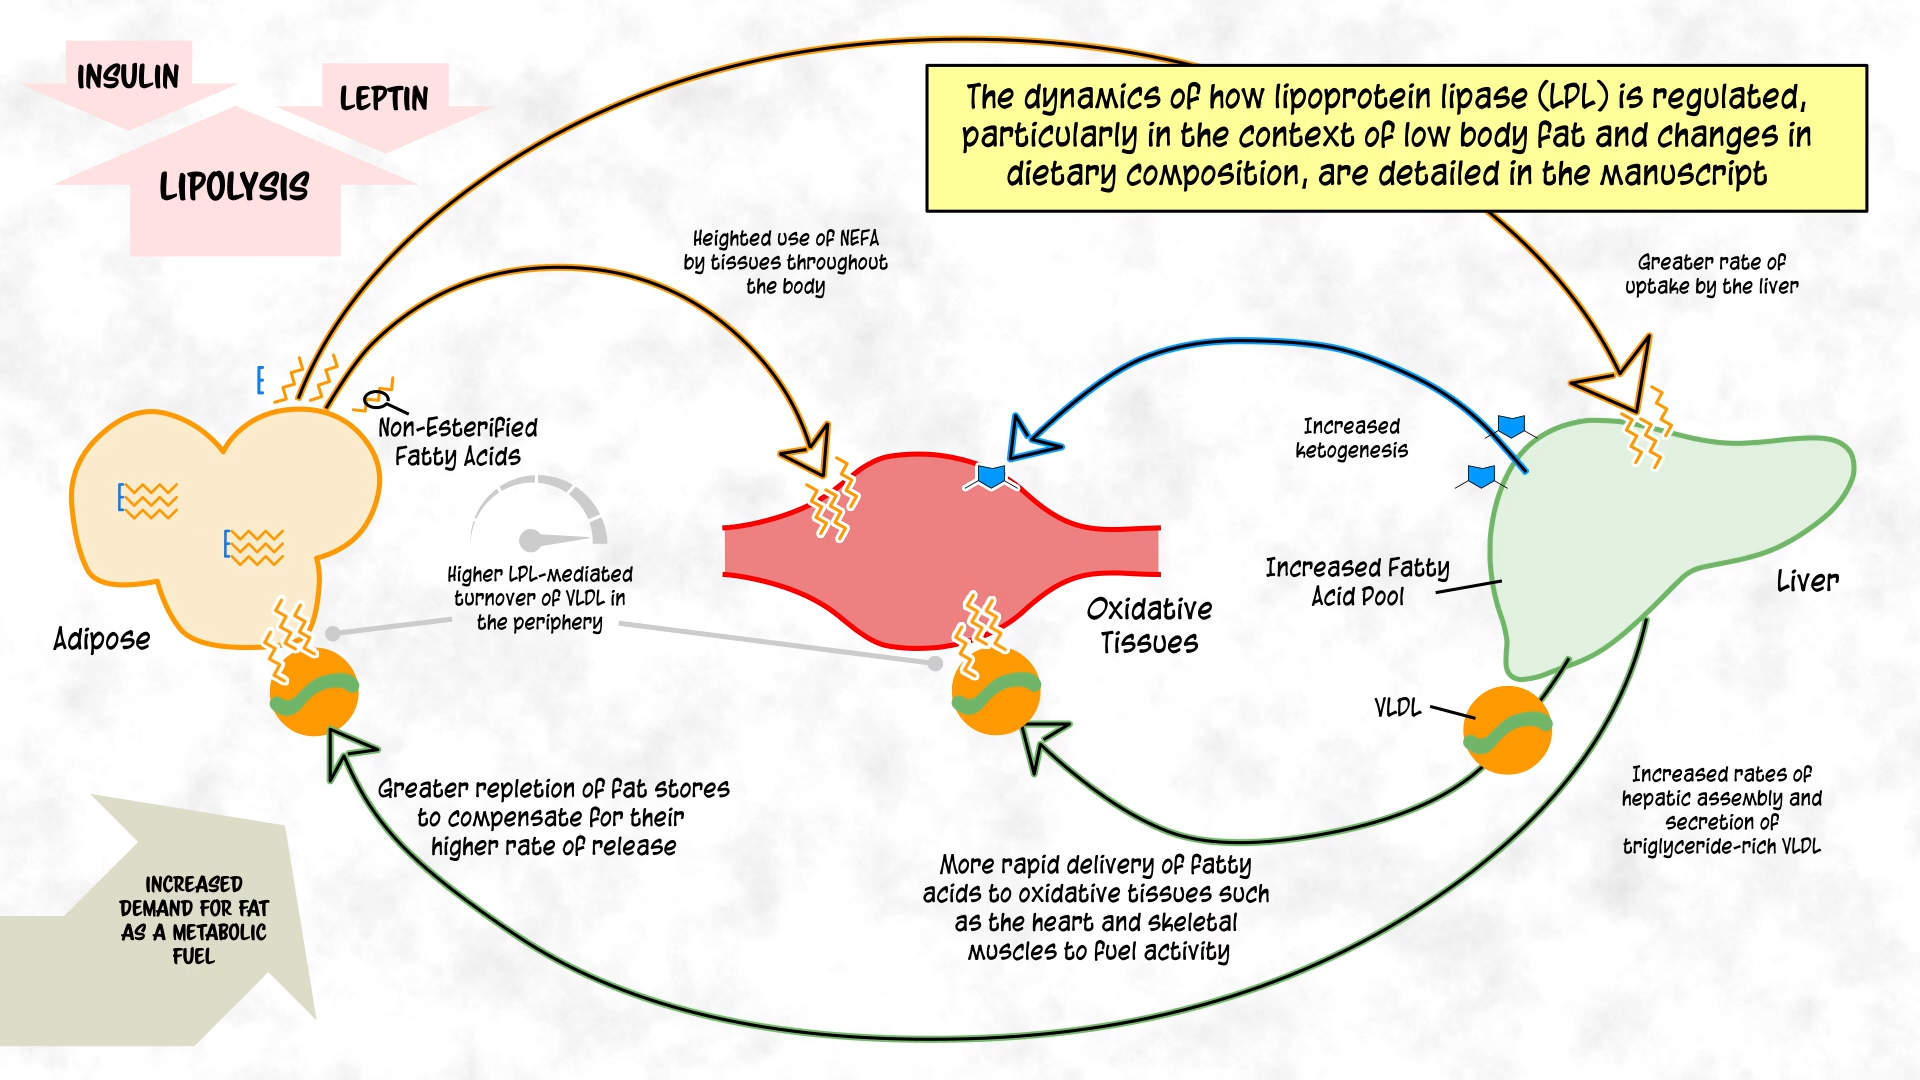 INSULIN
LEPTIN
LIPOLYSIS
The dynamics of how lipoprotein lipase (LPL) is regulated,
particularly in the context of low body fat and changes in
dietary composition, are detailed in the manuscript
Heighted use of NEFA
by tissues throughout
the body
Greater rate of
uptake by the liver
Non-Esterified
Fatty Acids
Increased
ketogenesis
Higher LPL-mediated
turnover of VLDL in
the periphery
Increased Fatty
Acid Pool
Liver
Oxidative
Tissues
Adipose
VLDL
Greater repletion of fat stores
to compensate for their
higher rate of release
Increased rates of
hepatic assembly and
secretion of
triglyceride-rich VLDL
More rapid delivery of fatty
acids to oxidative tissues such
as the heart and skeletal
muscles to fuel activity
INCREASED
DEMAND FOR FAT
AS A METABOLIC
FUEL